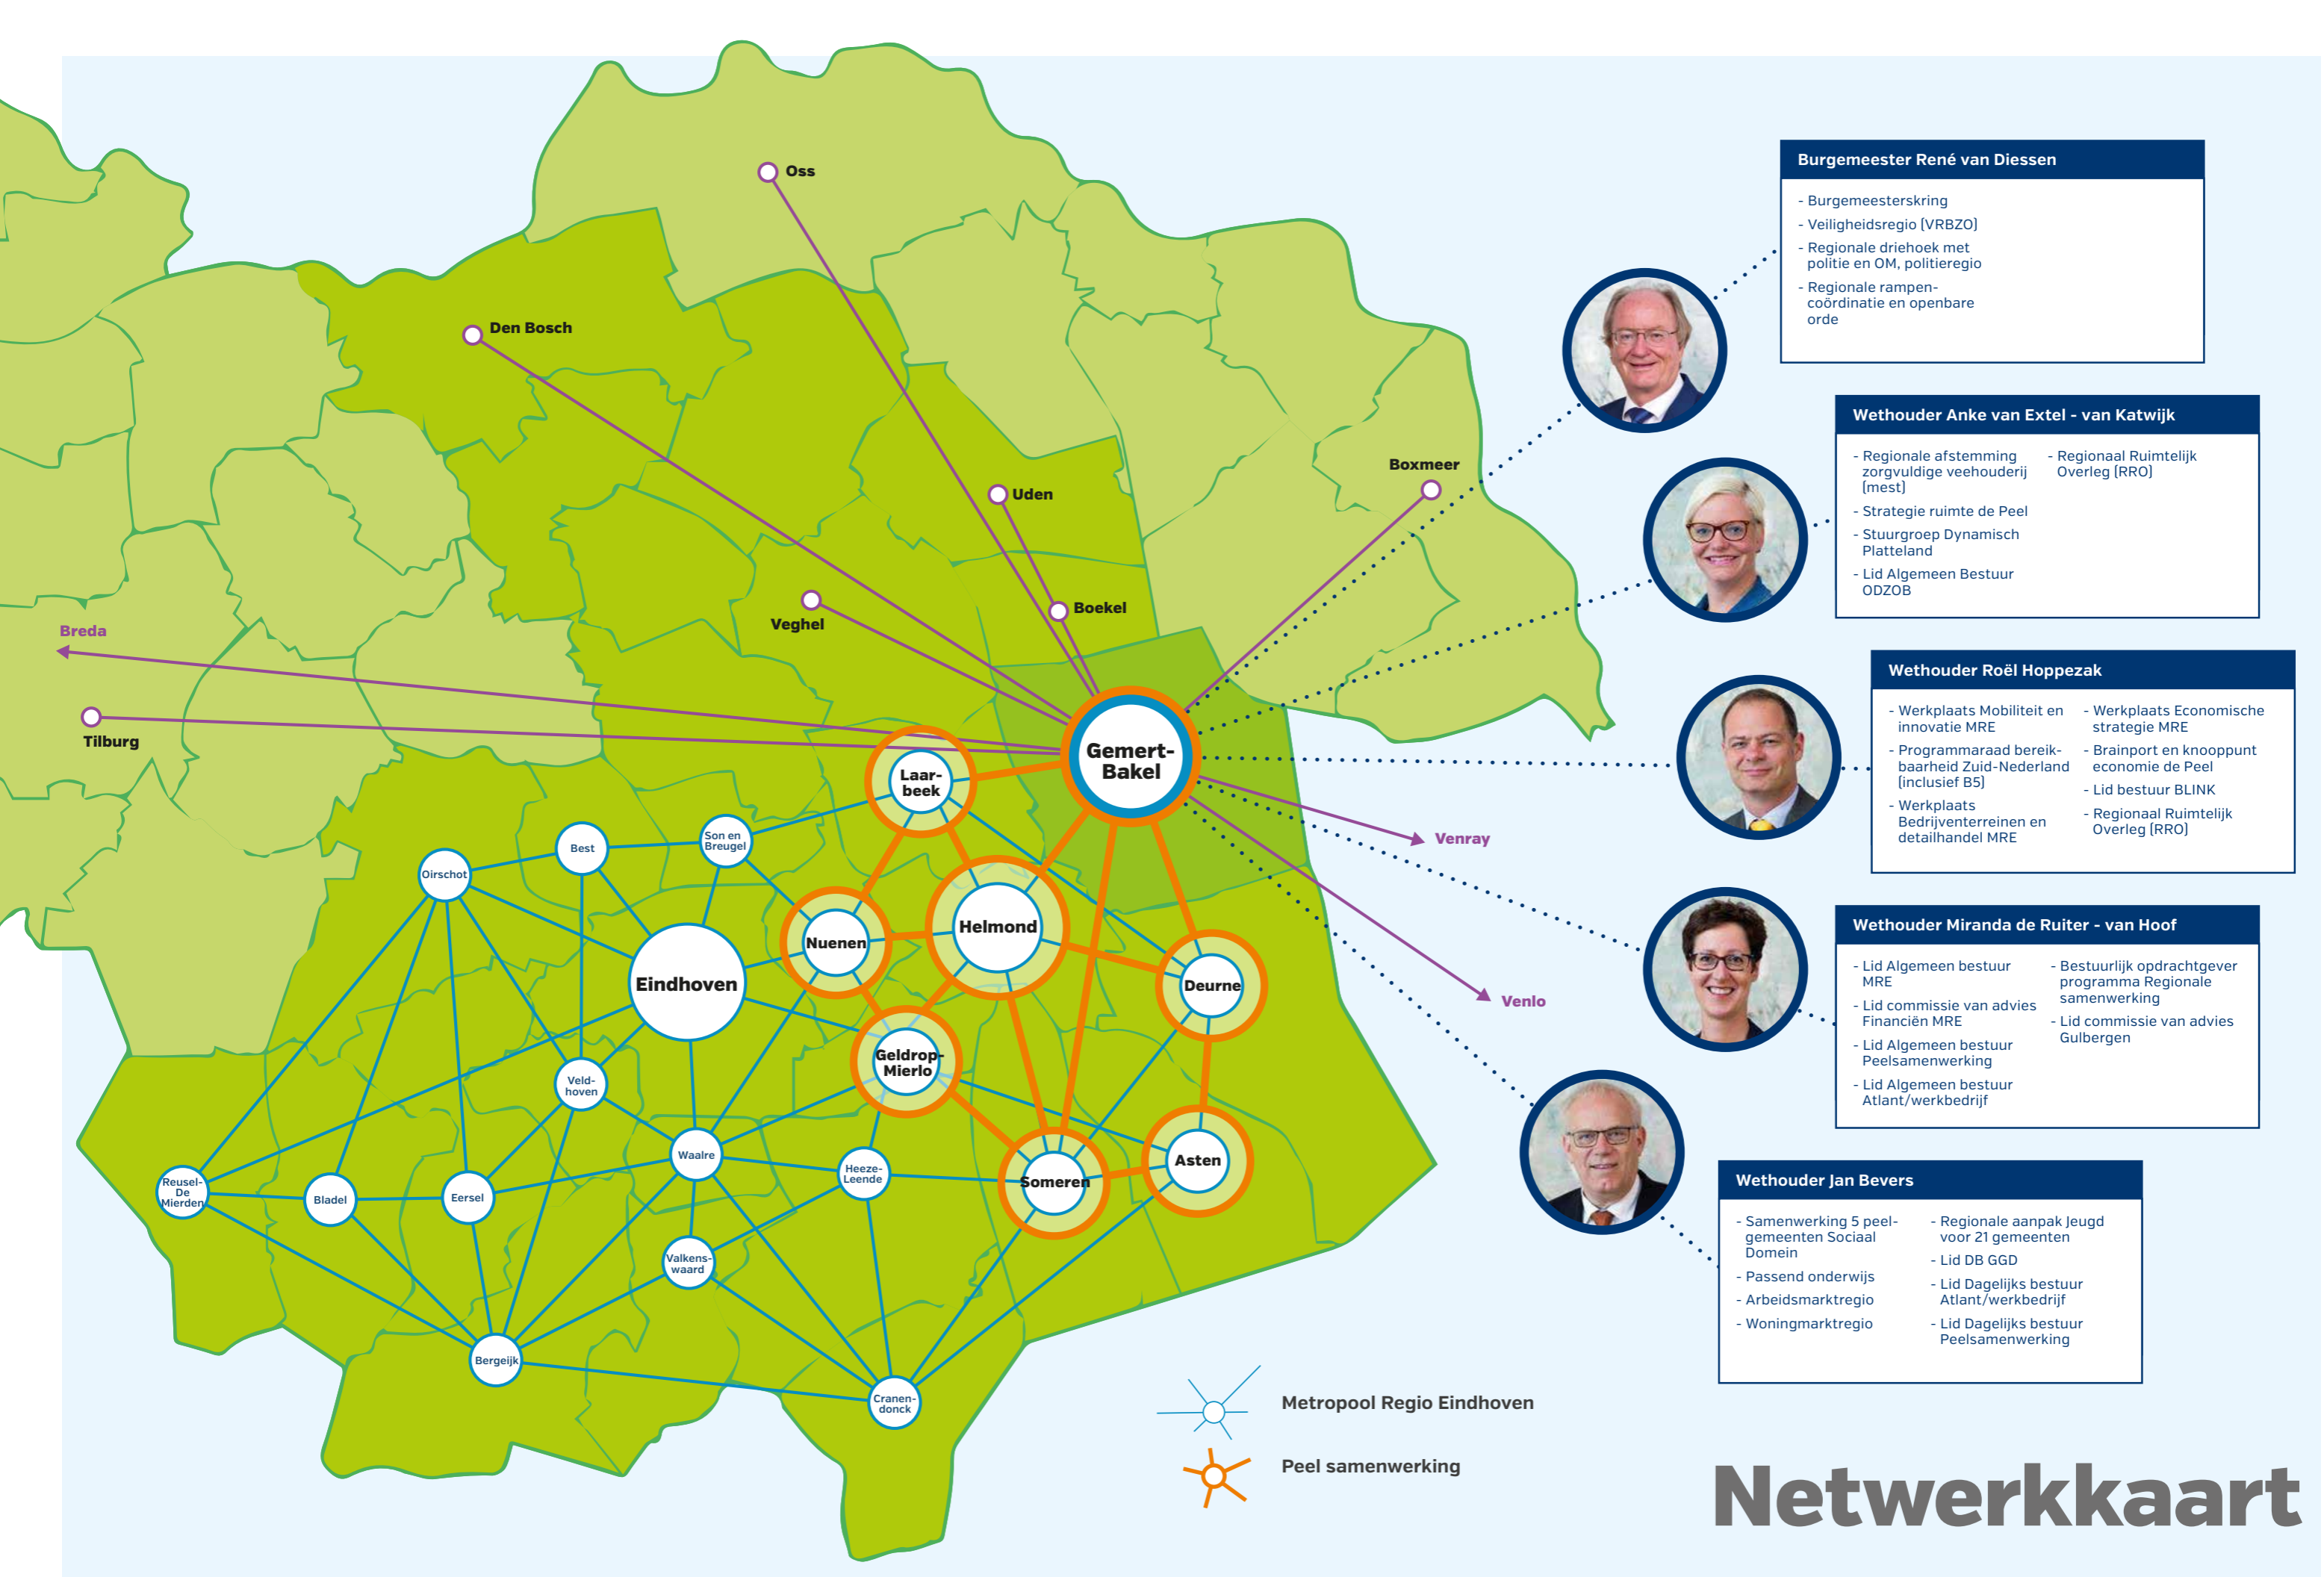 Oss
Den Bosch
Uden
Boxmeer
Veghel
Boekel
Breda
Tilburg
Gemert-
Bakel
Laar-
beek
Venray
Son en
Breugel
Best
Oirschot
Helmond
Nuenen
Eindhoven
Deurne
Venlo
Geldrop-
Mierlo
Veld-
hoven
Waalre
Asten
Heeze-
Leende
Someren
Reusel-
De
Mierden
Bladel
Eersel
Valkens-
waard
Bergeijk
Cranen-
donck
Burgemeester René van Diessen
- Burgemeesterskring
- Veiligheidsregio (VRBZO)
- Regionale driehoek met
politie en OM, politieregio
- Regionale rampen-
coördinatie en openbare
orde
Wethouder Anke van Extel - van Katwijk
- Regionale afstemming
zorgvuldige veehouderij
(mest)
- Strategie ruimte de Peel
- Stuurgroep Dynamisch
Platteland
- Lid Algemeen Bestuur
ODZOB
- Regionaal Ruimtelijk
Overleg (RRO)
Wethouder Roël Hoppezak
- Werkplaats Mobiliteit en
innovatie MRE
- Programmaraad bereik-
baarheid Zuid-Nederland
(inclusief B5)
- Werkplaats
Bedrijventerreinen en
detailhandel MRE
- Werkplaats Economische
strategie MRE
- Brainport en knooppunt
economie de Peel
- Lid bestuur BLINK
- Regionaal Ruimtelijk
Overleg (RRO)
Wethouder Miranda de Ruiter - van Hoof
- Lid Algemeen bestuur
MRE
- Lid commissie van advies
Financiën MRE
- Lid Algemeen bestuur
Peelsamenwerking
- Lid Algemeen bestuur
Atlant/werkbedrijf
- Bestuurlijk opdrachtgever
programma Regionale
samenwerking
- Lid commissie van advies
Gulbergen
Wethouder Jan Bevers
- Samenwerking 5 peel-
gemeenten Sociaal
Domein
- Passend onderwijs
- Arbeidsmarktregio
- Woningmarktregio
- Regionale aanpak Jeugd
voor 21 gemeenten
- Lid DB GGD
- Lid Dagelijks bestuur
Atlant/werkbedrijf
- Lid Dagelijks bestuur
Peelsamenwerking
Metropool Regio Eindhoven
Peel samenwerking
Netwerkkaart